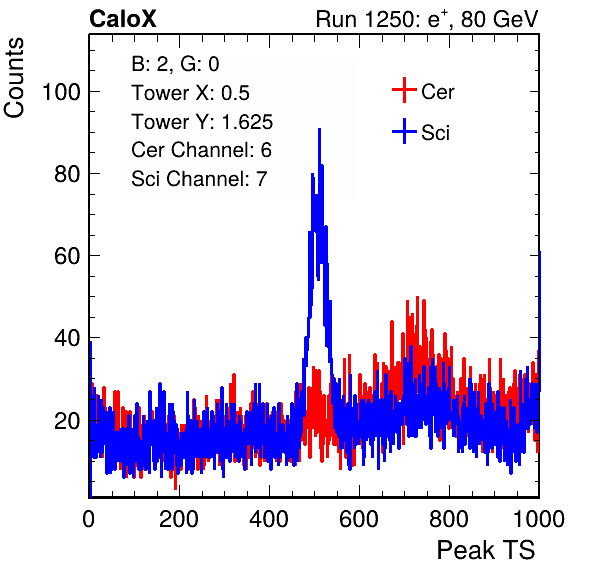 CaloX Run 1250: e⁺, 80 GeV
B: 2, G: 0
Tower X: 0.5
Tower Y: 1.625
Cer Channel: 6
Sci Channel: 7
Cer
Sci
Counts
100
80
60
40
20
0 200 400 600 800 1000
Peak TS